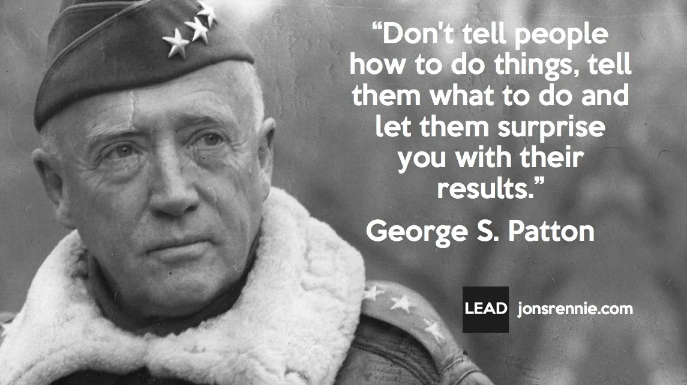 “Don't tell people
how to do things, tell
them what to do and
let them surprise
you with their
results.”
George S. Patton
LEAD jonsrennie.com